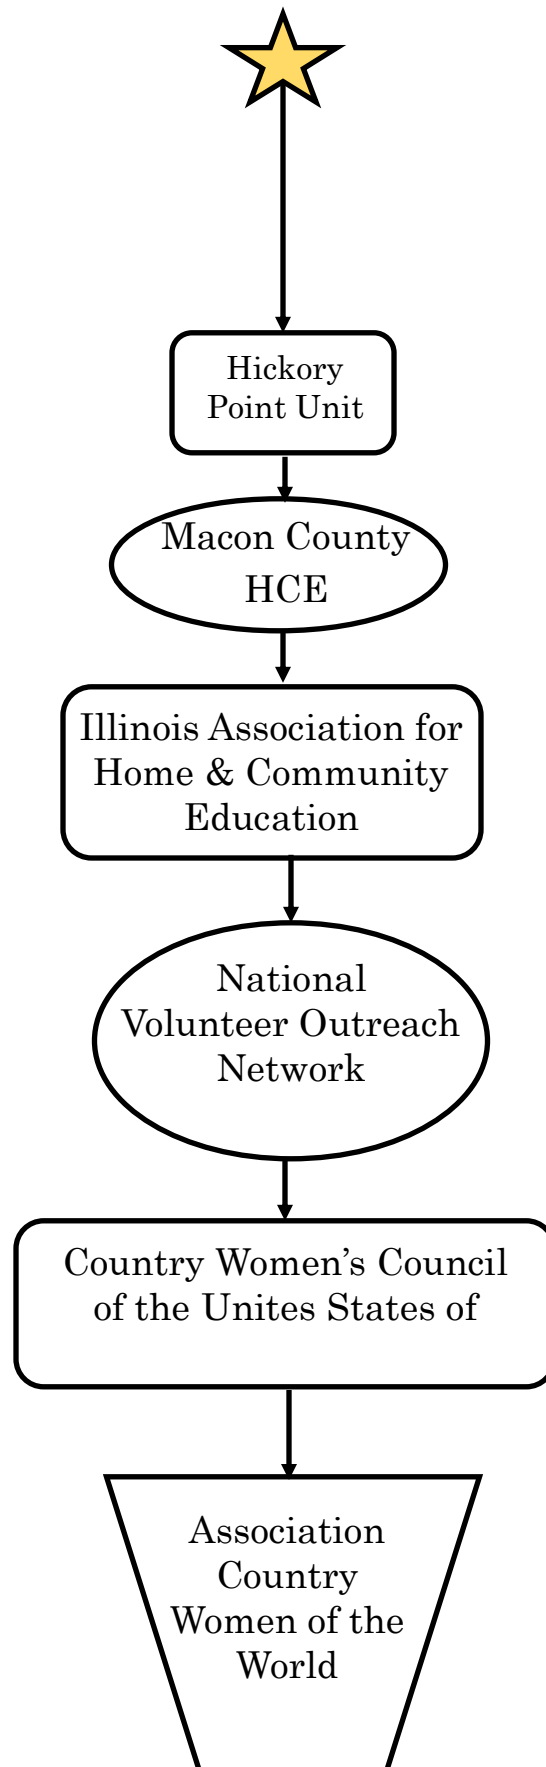 Hickory
Point Unit
Macon County
HCE
Illinois Association for
Home & Community
Education
National
Volunteer Outreach
Network
Country Women’s Council
of the Unites States of
Association
Country
Women of the
World